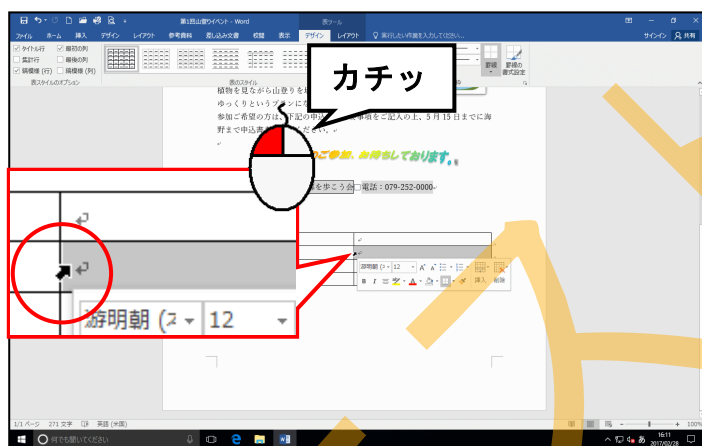 第1回山登りイベント - Word
表ツール
ファイル ホーム 挿入 デザイン レイアウト 参考資料 差し込み文書 校閲 表示 デザイン レイアウト 実行したい作業を入力してください... サインイン 共有
タイトル行 最初の列
集計行 最後の列
縞模様 (行) 縞模様 (列)
罫線 罫線の書式設定
表スタイルのオプション 表のスタイル
カチッ
植物を見ながら山登りを
ゆっくりというプランにな
参加ご希望の方は、下記の申込
事項をご記入の上、5 月 15 日までに海
野まで申込書
ください。
のご参加、お待ちしております。
を歩こう会 電話：079-252-0000
游明朝 (ス 12
挿入 削除
游明朝 (ス 12
1/1 ページ 271 文字 英語 (米国) 100%
何でも聞いてください
16:11
2017/02/28